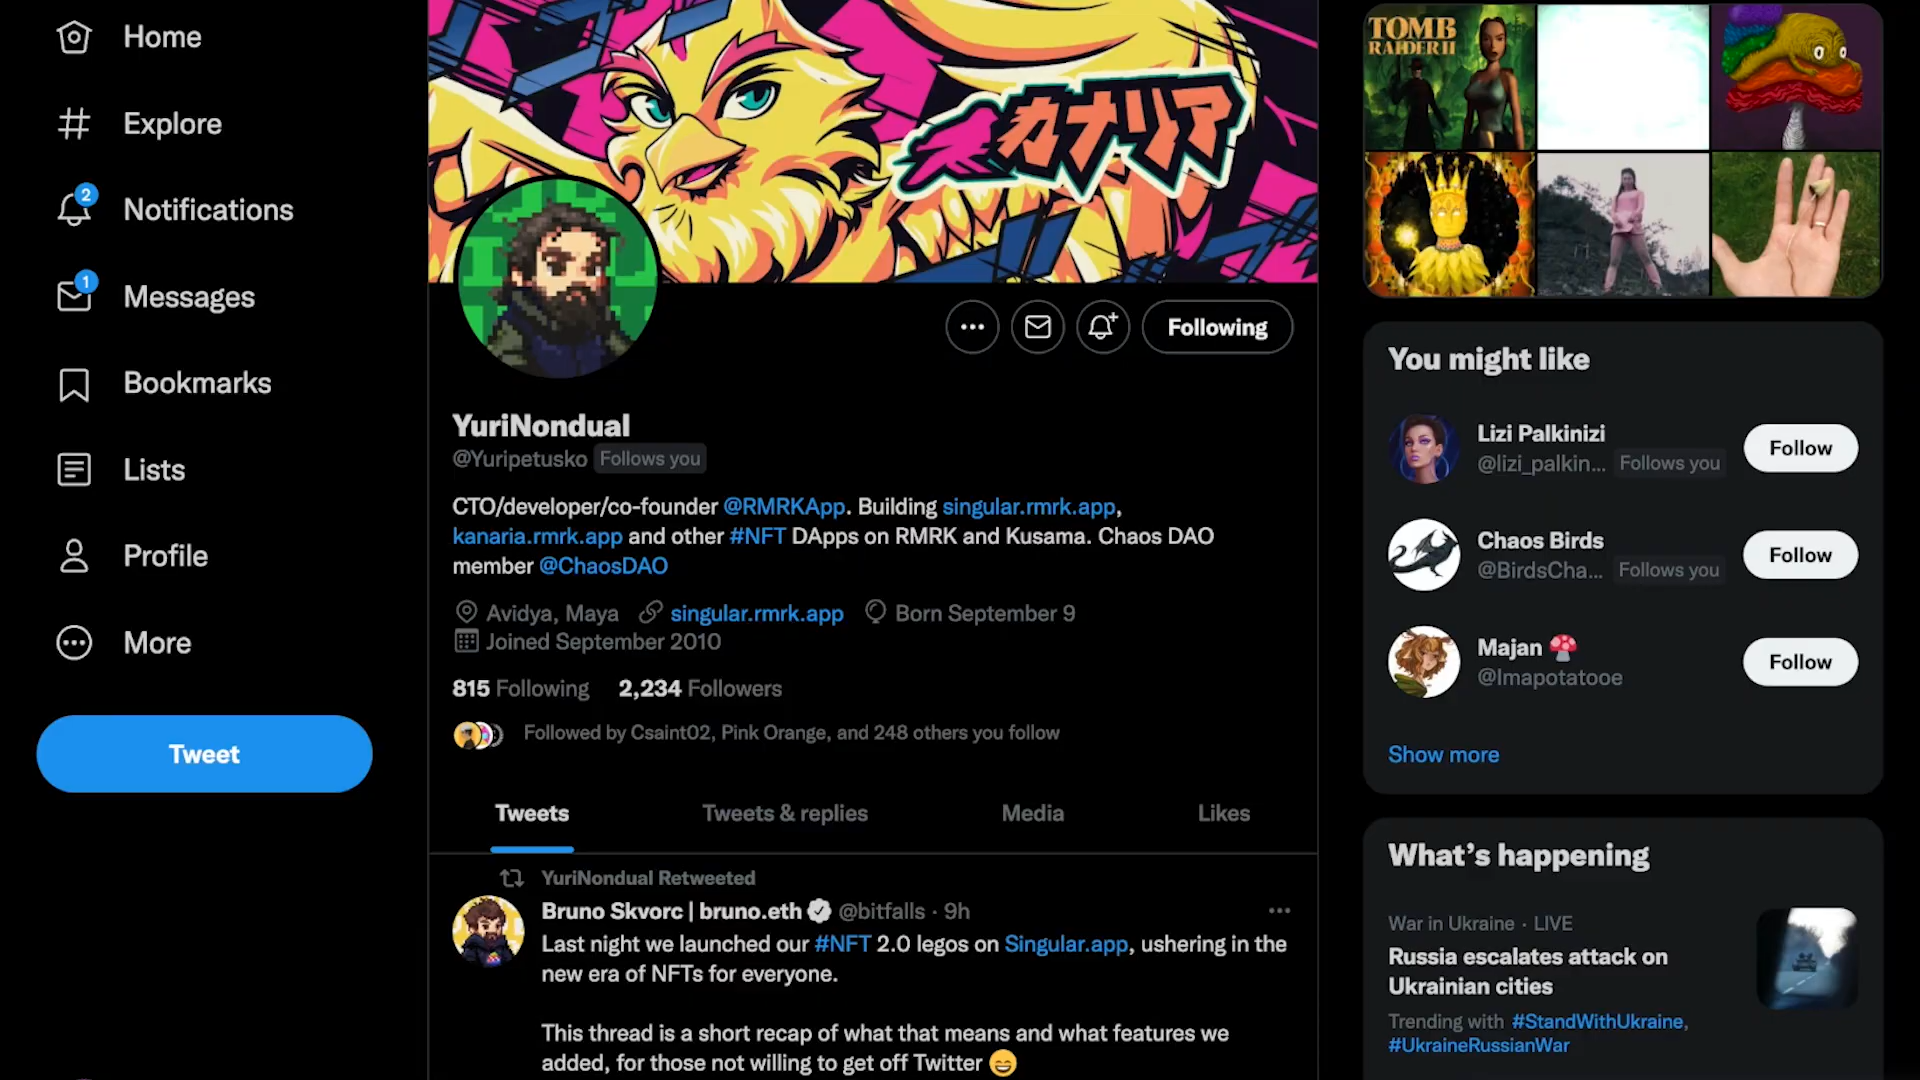 Home
Explore
2
Notifications
1
Messages
Bookmarks
Lists
Profile
More
Tweet
カナリア
Following
YuriNondual
@Yuripetusko Follows you
CTO/developer/co-founder @RMRKApp. Building singular.rmrk.app,
kanaria.rmrk.app and other #NFT DApps on RMRK and Kusama. Chaos DAO
member @ChaosDAO
Avidya, Maya singular.rmrk.app Born September 9
Joined September 2010
815 Following 2,234 Followers
Followed by Csaint02, Pink Orange, and 248 others you follow
Tweets Tweets & replies Media Likes
YuriNondual Retweeted
Bruno Skvorc | bruno.eth @bitfalls · 9h
Last night we launched our #NFT 2.0 legos on Singular.app, ushering in the
new era of NFTs for everyone.
This thread is a short recap of what that means and what features we
added, for those not willing to get off Twitter 😄
TOMB
RAIDER II
You might like
Lizi Palkinizi
@lizi_palkin... Follows you
Follow
Chaos Birds
@BirdsCha... Follows you
Follow
Majan 🍄
@Imapotatooe
Follow
Show more
What's happening
War in Ukraine · LIVE
Russia escalates attack on
Ukrainian cities
Trending with #StandWithUkraine,
#UkraineRussianWar